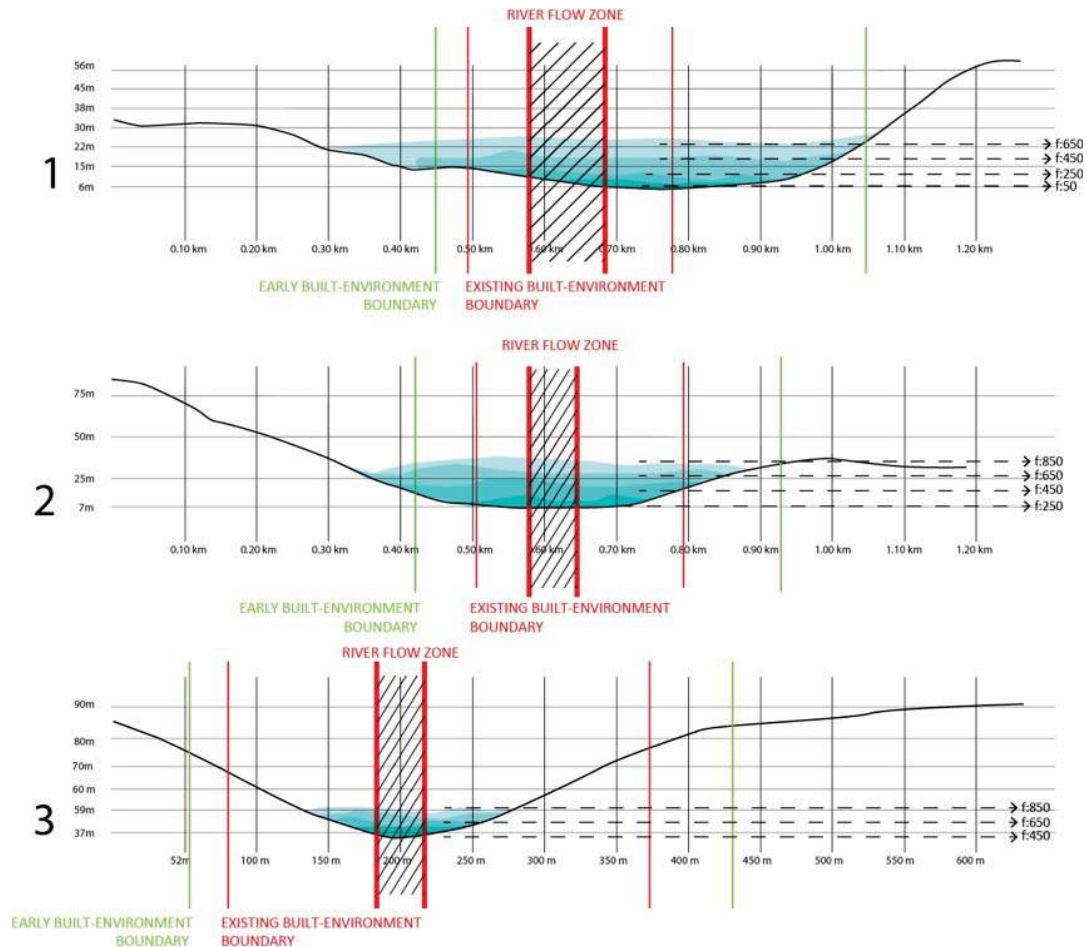 RIVER FLOW ZONE
1
56m
45m
38m
30m
22m
15m
6m
f:650
f:450
f:250
f:50
0.10 km
0.20 km
0.30 km
0.40 km
0.50 km
0.60 km
0.70 km
0.80 km
0.90 km
1.00 km
1.10 km
1.20 km
EARLY BUILT-ENVIRONMENT
BOUNDARY
EXISTING BUILT-ENVIRONMENT
BOUNDARY
RIVER FLOW ZONE
2
75m
50m
25m
7m
f:850
f:650
f:450
f:250
0.10 km
0.20 km
0.30 km
0.40 km
0.50 km
0.60 km
0.70 km
0.80 km
0.90 km
1.00 km
1.10 km
1.20 km
EARLY BUILT-ENVIRONMENT
BOUNDARY
EXISTING BUILT-ENVIRONMENT
BOUNDARY
RIVER FLOW ZONE
3
90m
80m
70m
60 m
59m
37m
f:850
f:650
f:450
52m
100 m
150 m
200 m
250 m
300 m
350 m
400 m
450 m
500 m
550 m
600 m
EARLY BUILT-ENVIRONMENT
BOUNDARY
EXISTING BUILT-ENVIRONMENT
BOUNDARY